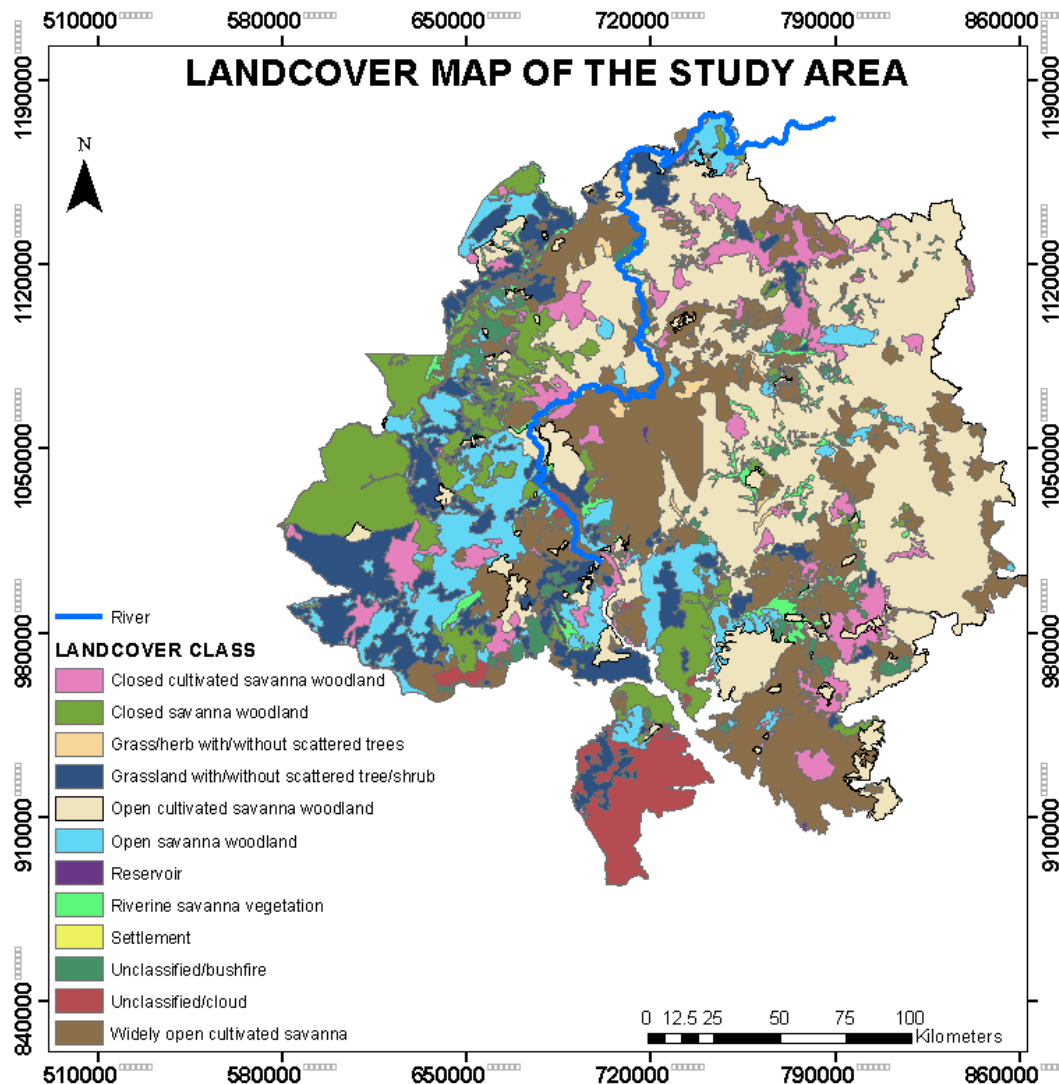 510000 580000 650000 720000 790000 860000
LANDCOVER MAP OF THE STUDY AREA
N
1190000
1120000
1050000
980000
910000
840000
1190000
1120000
1050000
980000
910000
840000
River
LANDCOVER CLASS
Closed cultivated savanna woodland
Closed savanna woodland
Grass/herb with/without scattered trees
Grassland with/without scattered tree/shrub
Open cultivated savanna woodland
Open savanna woodland
Reservoir
Riverine savanna vegetation
Settlement
Unclassified/bushfire
Unclassified/cloud
Widely open cultivated savanna
0 12.5 25 50 75 100
Kilometers
510000 580000 650000 720000 790000 860000